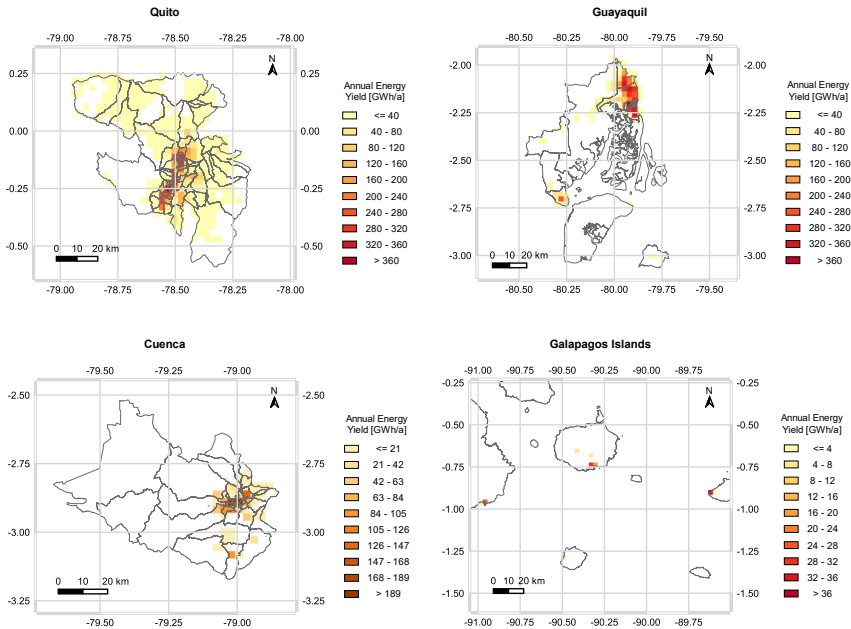 Quito
-79.00 -78.75 -78.50 -78.25 -78.00
N
0.25 0.25
0.00 0.00
-0.25 -0.25
-0.50 -0.50
0 10 20 km
-79.00 -78.75 -78.50 -78.25 -78.00
Annual Energy
Yield [GWh/a]
<= 40
40 - 80
80 - 120
120 - 160
160 - 200
200 - 240
240 - 280
280 - 320
320 - 360
> 360
Guayaquil
-80.50 -80.25 -80.00 -79.75 -79.50
N
-2.00 -2.00
-2.25 -2.25
-2.50 -2.50
-2.75 -2.75
-3.00 -3.00
0 10 20 km
-80.50 -80.25 -80.00 -79.75 -79.50
Annual Energy
Yield [GWh/a]
<= 40
40 - 80
80 - 120
120 - 160
160 - 200
200 - 240
240 - 280
280 - 320
320 - 360
> 360
Cuenca
-79.50 -79.25 -79.00
N
-2.50 -2.50
-2.75 -2.75
-3.00 -3.00
0 10 20 km
-3.25 -3.25
-79.50 -79.25 -79.00
Annual Energy
Yield [GWh/a]
<= 21
21 - 42
42 - 63
63 - 84
84 - 105
105 - 126
126 - 147
147 - 168
168 - 189
> 189
Galapagos Islands
-91.00 -90.75 -90.50 -90.25 -90.00 -89.75
N
-0.25 -0.25
-0.50 -0.50
-0.75 -0.75
-1.00 -1.00
-1.25 -1.25
-1.50 -1.50
0 10 20 km
-91.00 -90.75 -90.50 -90.25 -90.00 -89.75
Annual Energy
Yield [GWh/a]
<= 4
4 - 8
8 - 12
12 - 16
16 - 20
20 - 24
24 - 28
28 - 32
32 - 36
> 36